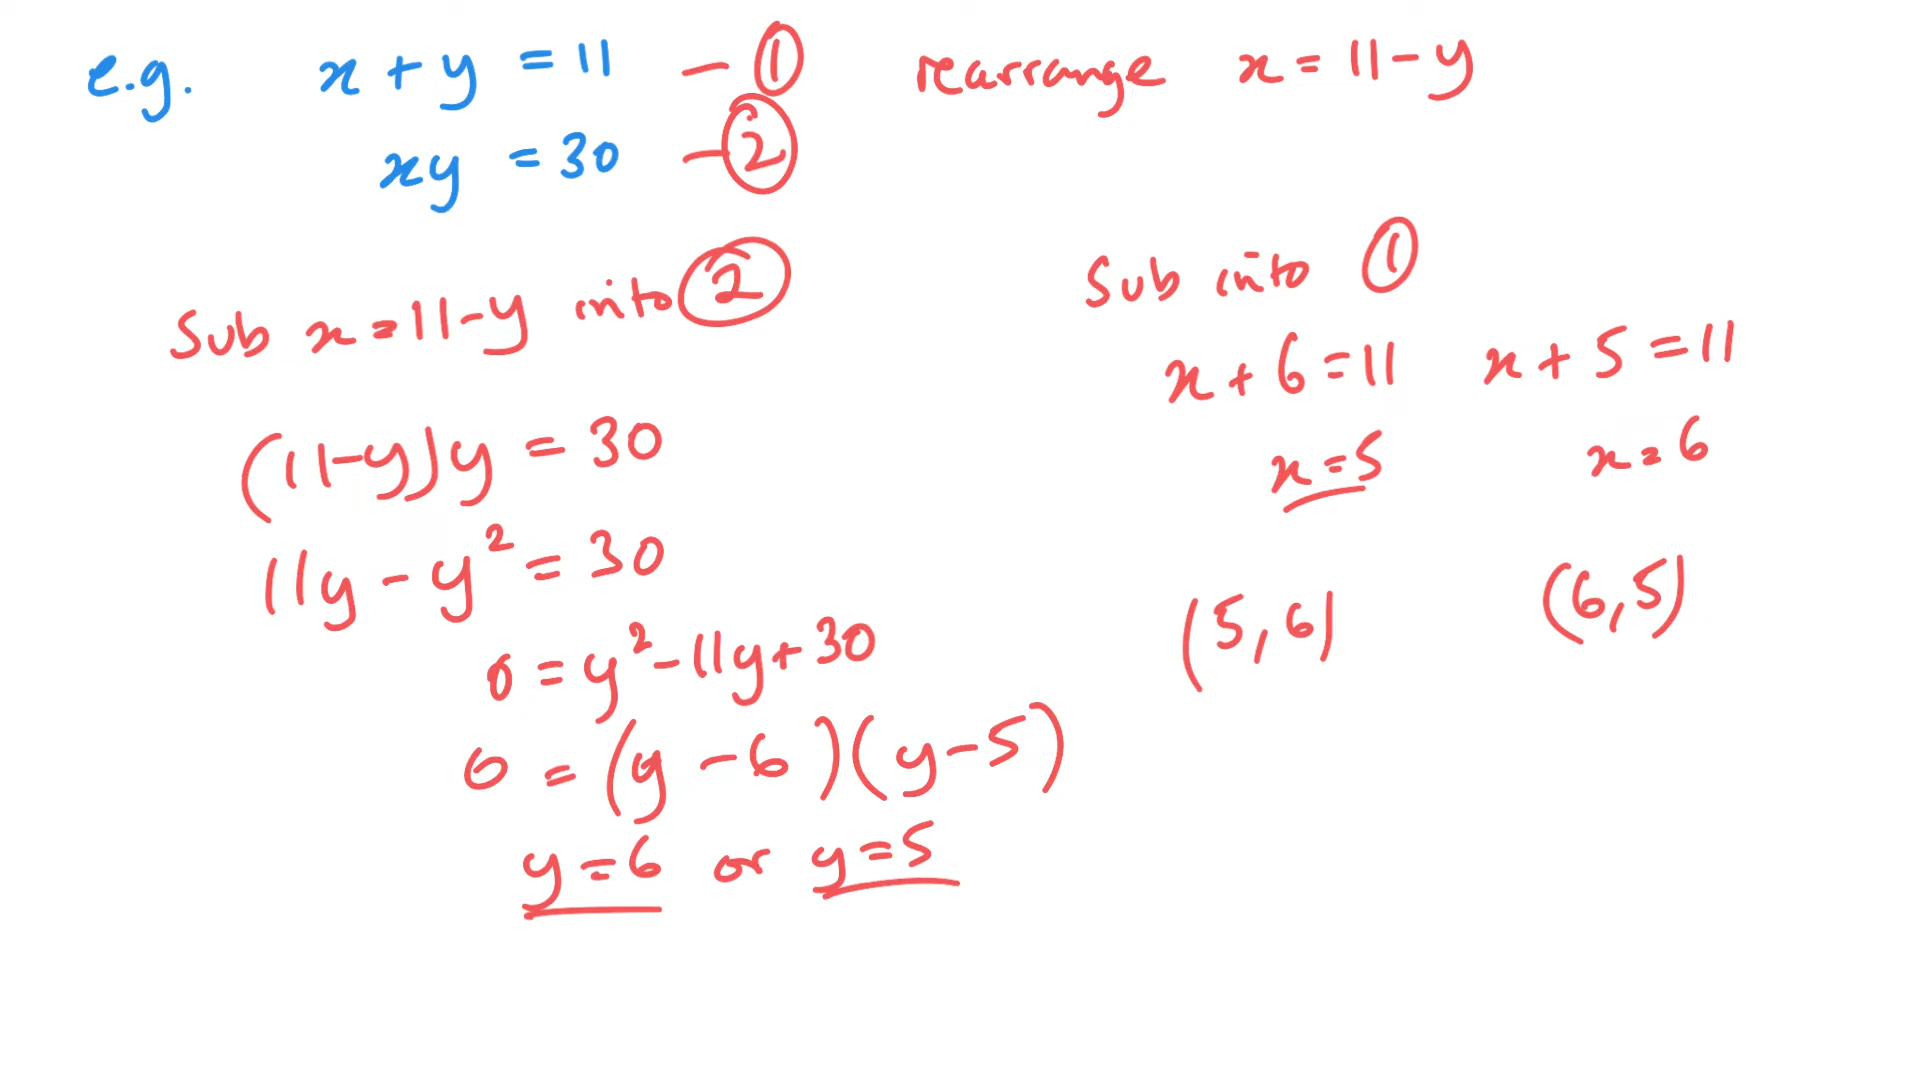 e.g. x + y = 11 - ① rearrange x = 11 - y
xy = 30 - ②
Sub x = 11 - y into ②
(11 - y)y = 30
11y - y² = 30
0 = y² - 11y + 30
0 = (y - 6)(y - 5)
y = 6 or y = 5
Sub into ①
x + 6 = 11 x + 5 = 11
x = 5 x = 6
(5, 6) (6, 5)